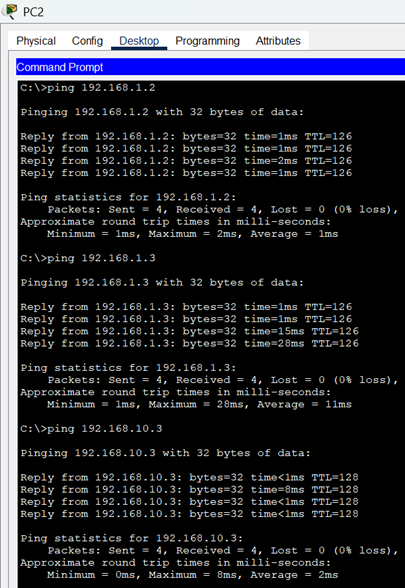 PC2
Physical Config Desktop Programming Attributes
Command Prompt
C:\>ping 192.168.1.2
Pinging 192.168.1.2 with 32 bytes of data:
Reply from 192.168.1.2: bytes=32 time=1ms TTL=126
Reply from 192.168.1.2: bytes=32 time=1ms TTL=126
Reply from 192.168.1.2: bytes=32 time=2ms TTL=126
Reply from 192.168.1.2: bytes=32 time=1ms TTL=126
Ping statistics for 192.168.1.2:
Packets: Sent = 4, Received = 4, Lost = 0 (0% loss),
Approximate round trip times in milli-seconds:
Minimum = 1ms, Maximum = 2ms, Average = 1ms
C:\>ping 192.168.1.3
Pinging 192.168.1.3 with 32 bytes of data:
Reply from 192.168.1.3: bytes=32 time=1ms TTL=126
Reply from 192.168.1.3: bytes=32 time=1ms TTL=126
Reply from 192.168.1.3: bytes=32 time=15ms TTL=126
Reply from 192.168.1.3: bytes=32 time=28ms TTL=126
Ping statistics for 192.168.1.3:
Packets: Sent = 4, Received = 4, Lost = 0 (0% loss),
Approximate round trip times in milli-seconds:
Minimum = 1ms, Maximum = 28ms, Average = 11ms
C:\>ping 192.168.10.3
Pinging 192.168.10.3 with 32 bytes of data:
Reply from 192.168.10.3: bytes=32 time<1ms TTL=128
Reply from 192.168.10.3: bytes=32 time=8ms TTL=128
Reply from 192.168.10.3: bytes=32 time<1ms TTL=128
Reply from 192.168.10.3: bytes=32 time<1ms TTL=128
Ping statistics for 192.168.10.3:
Packets: Sent = 4, Received = 4, Lost = 0 (0% loss),
Approximate round trip times in milli-seconds:
Minimum = 0ms, Maximum = 8ms, Average = 2ms